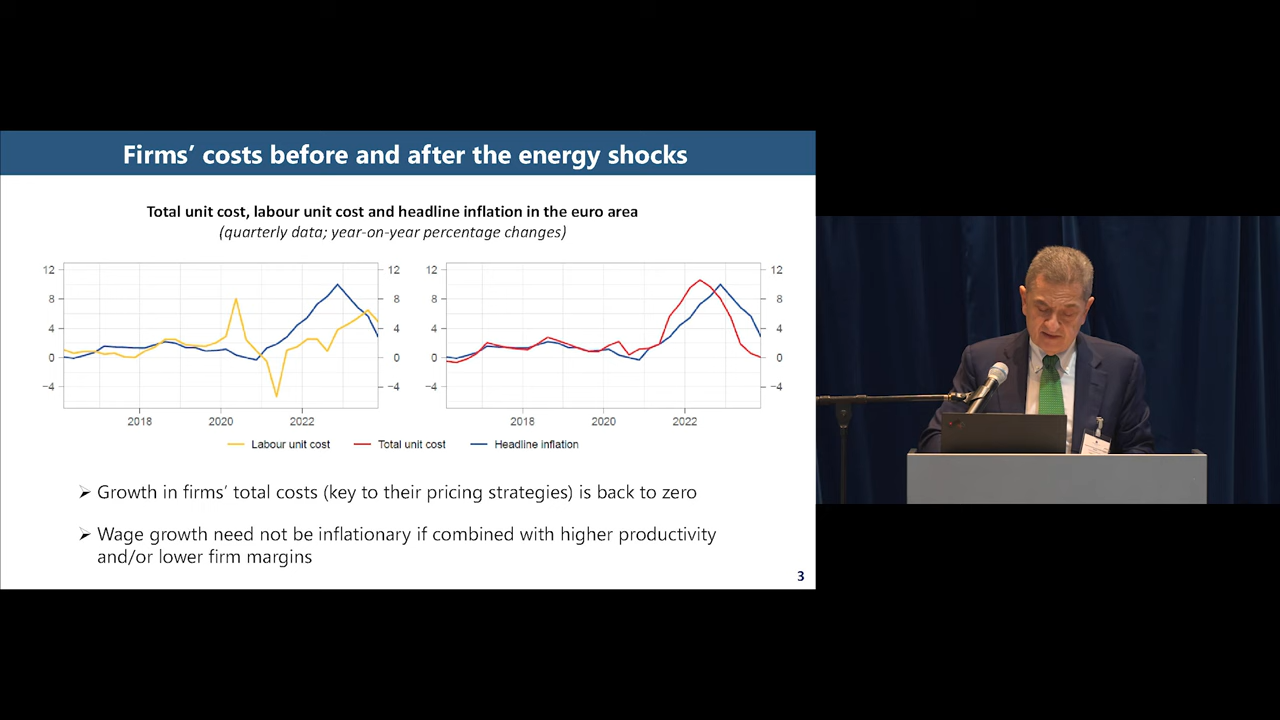 Firms’ costs before and after the energy shocks
Total unit cost, labour unit cost and headline inflation in the euro area
(quarterly data; year-on-year percentage changes)
12 12 12 12
8 8 8 8
4 4 4 4
0 0 0 0
−4 −4 −4 −4
2018 2020 2022 2018 2020 2022
Labour unit cost Total unit cost Headline inflation
➢ Growth in firms’ total costs (key to their pricing strategies) is back to zero
➢ Wage growth need not be inflationary if combined with higher productivity
and/or lower firm margins
3